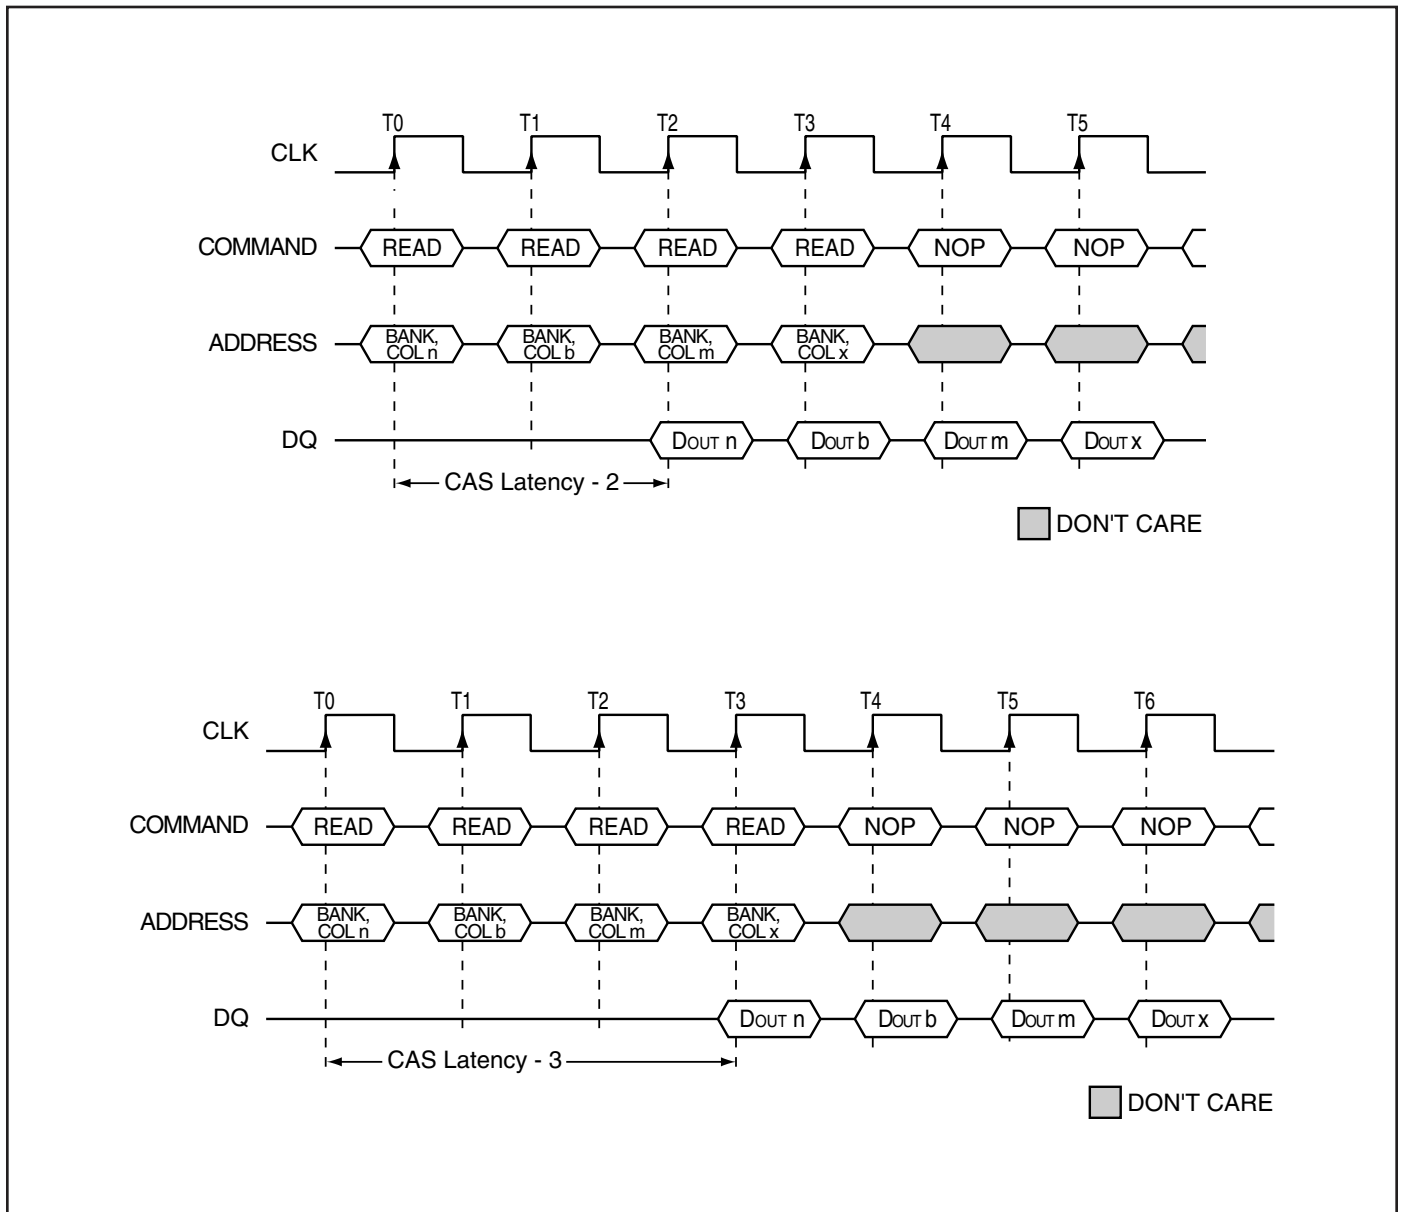 T0 T1 T2 T3 T4 T5
CLK
COMMAND READ READ READ READ NOP NOP
ADDRESS BANK, COL n BANK, COL b BANK, COL m BANK, COL x
DQ DOUT n DOUT b DOUT m DOUT x
CAS Latency - 2
DON'T CARE
T0 T1 T2 T3 T4 T5 T6
CLK
COMMAND READ READ READ READ NOP NOP NOP
ADDRESS BANK, COL n BANK, COL b BANK, COL m BANK, COL x
DQ DOUT n DOUT b DOUT m DOUT x
CAS Latency - 3
DON'T CARE